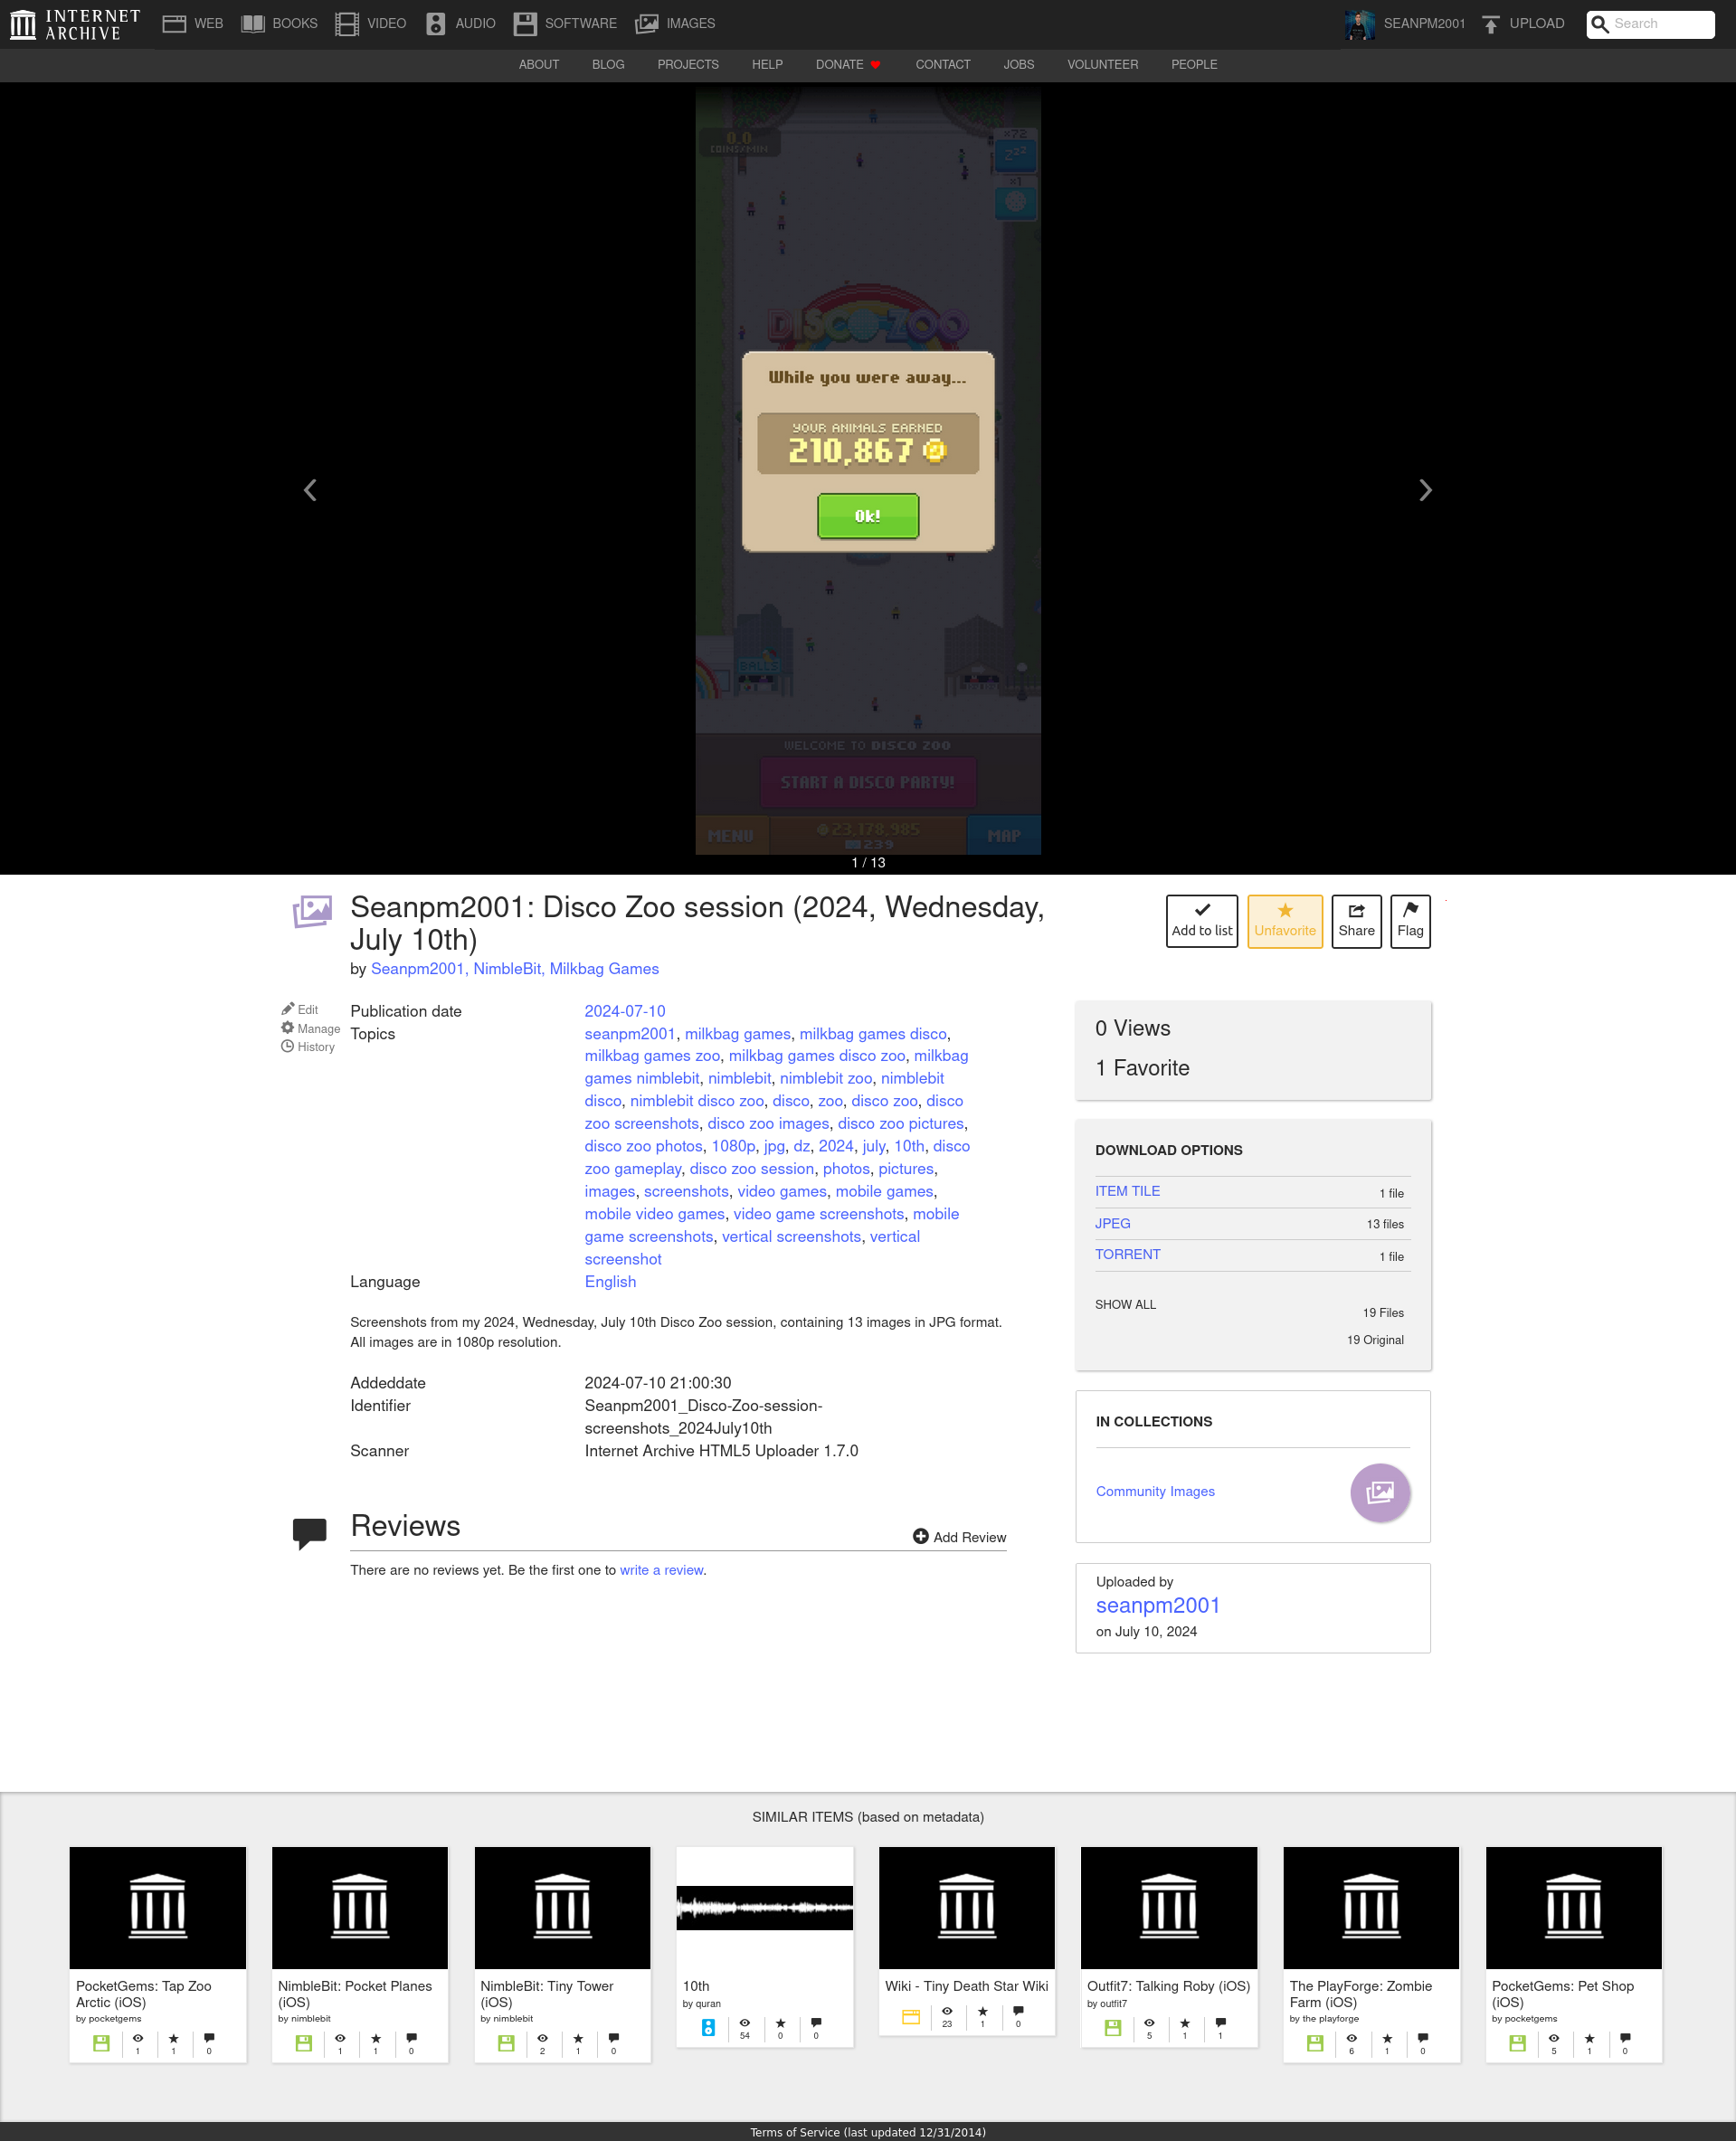 INTERNET ARCHIVE
WEB
BOOKS
VIDEO
AUDIO
SOFTWARE
IMAGES
SEANPM2001
UPLOAD
Search
ABOUT
BLOG
PROJECTS
HELP
DONATE
CONTACT
JOBS
VOLUNTEER
PEOPLE
0.0
COINS/MIN
x72
ZZZ
x1
DISCO ZOO
While you were away...
YOUR ANIMALS EARNED
210,867
Ok!
BALLS
WELCOME TO DISCO ZOO
START A DISCO PARTY!
MENU
23,178,985
239
MAP
1 / 13
Seanpm2001: Disco Zoo session (2024, Wednesday,
July 10th)
by Seanpm2001, NimbleBit, Milkbag Games
Add to list
Unfavorite
Share
Flag
Edit
Manage
History
Publication date 2024-07-10
Topics seanpm2001, milkbag games, milkbag games disco,
milkbag games zoo, milkbag games disco zoo, milkbag
games nimblebit, nimblebit, nimblebit zoo, nimblebit
disco, nimblebit disco zoo, disco, zoo, disco zoo, disco
zoo screenshots, disco zoo images, disco zoo pictures,
disco zoo photos, 1080p, jpg, dz, 2024, july, 10th, disco
zoo gameplay, disco zoo session, photos, pictures,
images, screenshots, video games, mobile games,
mobile video games, video game screenshots, mobile
game screenshots, vertical screenshots, vertical
screenshot
Language English
Screenshots from my 2024, Wednesday, July 10th Disco Zoo session, containing 13 images in JPG format.
All images are in 1080p resolution.
Addeddate 2024-07-10 21:00:30
Identifier Seanpm2001_Disco-Zoo-session-
screenshots_2024July10th
Scanner Internet Archive HTML5 Uploader 1.7.0
Reviews
Add Review
There are no reviews yet. Be the first one to write a review.
0 Views
1 Favorite
DOWNLOAD OPTIONS
ITEM TILE 1 file
JPEG 13 files
TORRENT 1 file
SHOW ALL 19 Files
19 Original
IN COLLECTIONS
Community Images
Uploaded by
seanpm2001
on July 10, 2024
SIMILAR ITEMS (based on metadata)
PocketGems: Tap Zoo
Arctic (iOS)
by pocketgems
1 1 0
NimbleBit: Pocket Planes
(iOS)
by nimblebit
1 1 0
NimbleBit: Tiny Tower
(iOS)
by nimblebit
2 1 0
10th
by quran
54 0 0
Wiki - Tiny Death Star Wiki
23 1 0
Outfit7: Talking Roby (iOS)
by outfit7
5 1 1
The PlayForge: Zombie
Farm (iOS)
by the playforge
6 1 0
PocketGems: Pet Shop
(iOS)
by pocketgems
5 1 0
Terms of Service (last updated 12/31/2014)